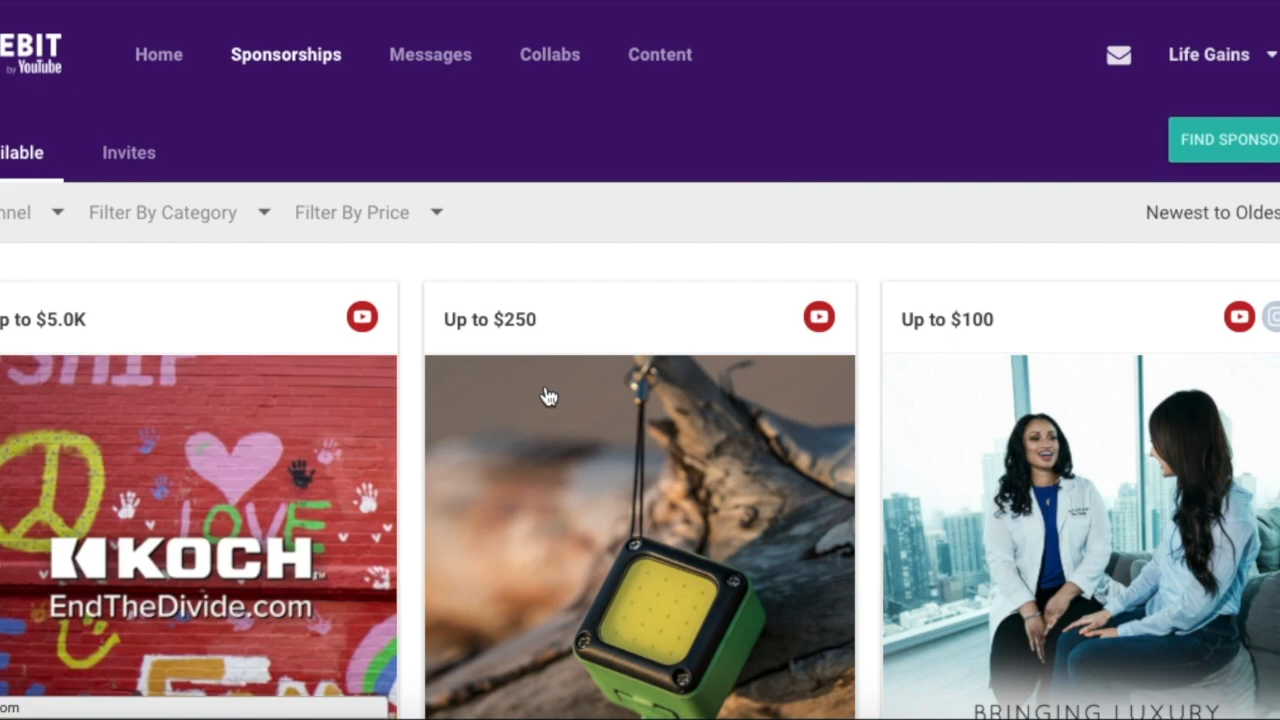 EBIT
by YouTube
Home
Sponsorships
Messages
Collabs
Content
Life Gains
ilable
Invites
FIND SPONSO
nnel
Filter By Category
Filter By Price
Newest to Oldes
p to $5.0K
Up to $250
Up to $100
SHIP
LOVE
KOCH
EndTheDivide.com
BRINGING LUXURY
om